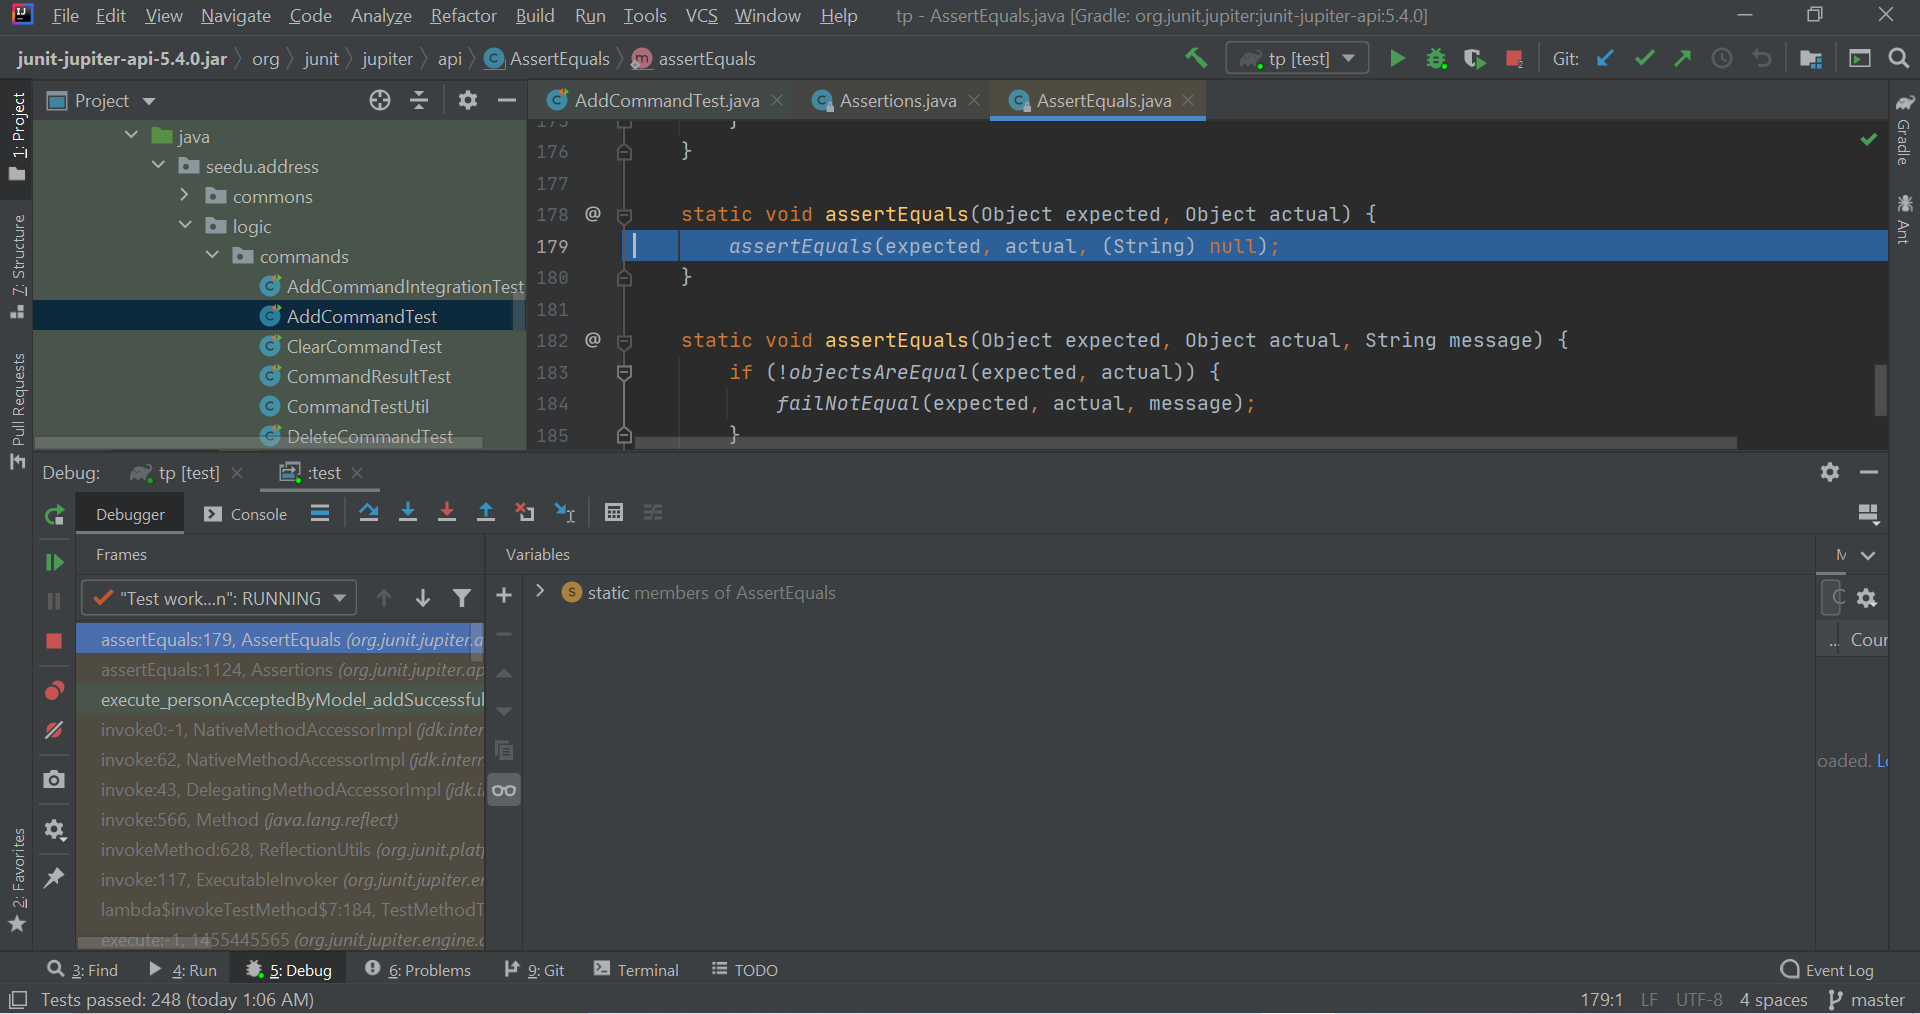 File Edit View Navigate Code Analyze Refactor Build Run Tools VCS Window Help tp - AssertEquals.java [Gradle: org.junit.jupiter:junit-jupiter-api:5.4.0]
junit-jupiter-api-5.4.0.jar org junit jupiter api AssertEquals assertEquals tp [test] Git:
1: Project
7: Structure
Pull Requests
2: Favorites
Project
AddCommandTest.java Assertions.java AssertEquals.java
Gradle
Ant
java
seedu.address
commons
logic
commands
AddCommandIntegrationTest
AddCommandTest
ClearCommandTest
CommandResultTest
CommandTestUtil
DeleteCommandTest
175 }
176 }
177
178 @ static void assertEquals(Object expected, Object actual) {
179 assertEquals(expected, actual, (String) null);
180 }
181
182 @ static void assertEquals(Object expected, Object actual, String message) {
183 if (!objectsAreEqual(expected, actual)) {
184 failNotEqual(expected, actual, message);
185 }
Debug: tp [test] :test
Debugger Console
Frames
Variables
"Test work...n": RUNNING
static members of AssertEquals
assertEquals:179, AssertEquals (org.junit.jupiter.a
assertEquals:1124, Assertions (org.junit.jupiter.ap
execute_personAcceptedByModel_addSuccessful
invoke0:-1, NativeMethodAccessorImpl (jdk.inter
invoke:62, NativeMethodAccessorImpl (jdk.intern
invoke:43, DelegatingMethodAccessorImpl (jdk.i
invoke:566, Method (java.lang.reflect)
invokeMethod:628, ReflectionUtils (org.junit.platf
invoke:117, ExecutableInvoker (org.junit.jupiter.en
lambda$invokeTestMethod$7:184, TestMethodT
execute:-1, 1455445565 (org.junit.jupiter.engine.d
... Cour
oaded. Lo
3: Find 4: Run 5: Debug 6: Problems 9: Git Terminal TODO Event Log
Tests passed: 248 (today 1:06 AM) 179:1 LF UTF-8 4 spaces master